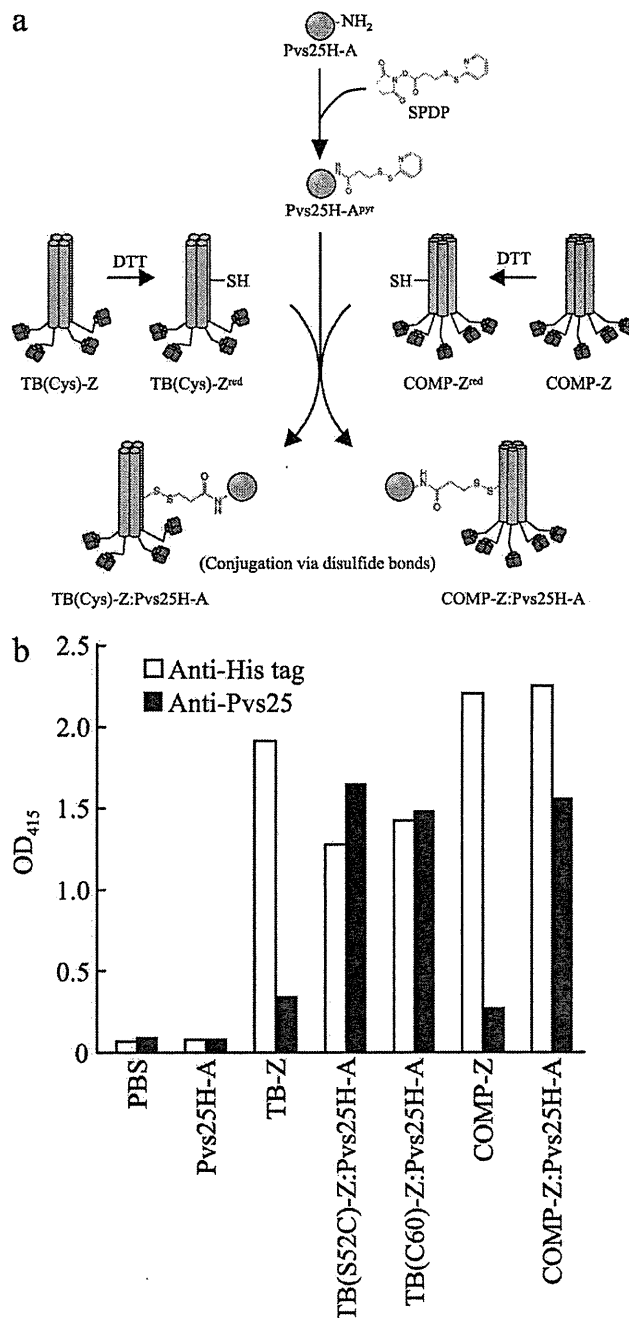 a
-NH₂
Pvs25H-A
SPDP
Pvs25H-Aᵖʸʳ
DTT
SH
SH
DTT
TB(Cys)-Z
TB(Cys)-Zʳᵉᵈ
COMP-Zʳᵉᵈ
COMP-Z
(Conjugation via disulfide bonds)
TB(Cys)-Z:Pvs25H-A
COMP-Z:Pvs25H-A
b
Anti-His tag
Anti-Pvs25
OD₄₁₅
2.5
2.0
1.5
1.0
0.5
0
PBS
Pvs25H-A
TB-Z
TB(S52C)-Z:Pvs25H-A
TB(C60)-Z:Pvs25H-A
COMP-Z
COMP-Z:Pvs25H-A